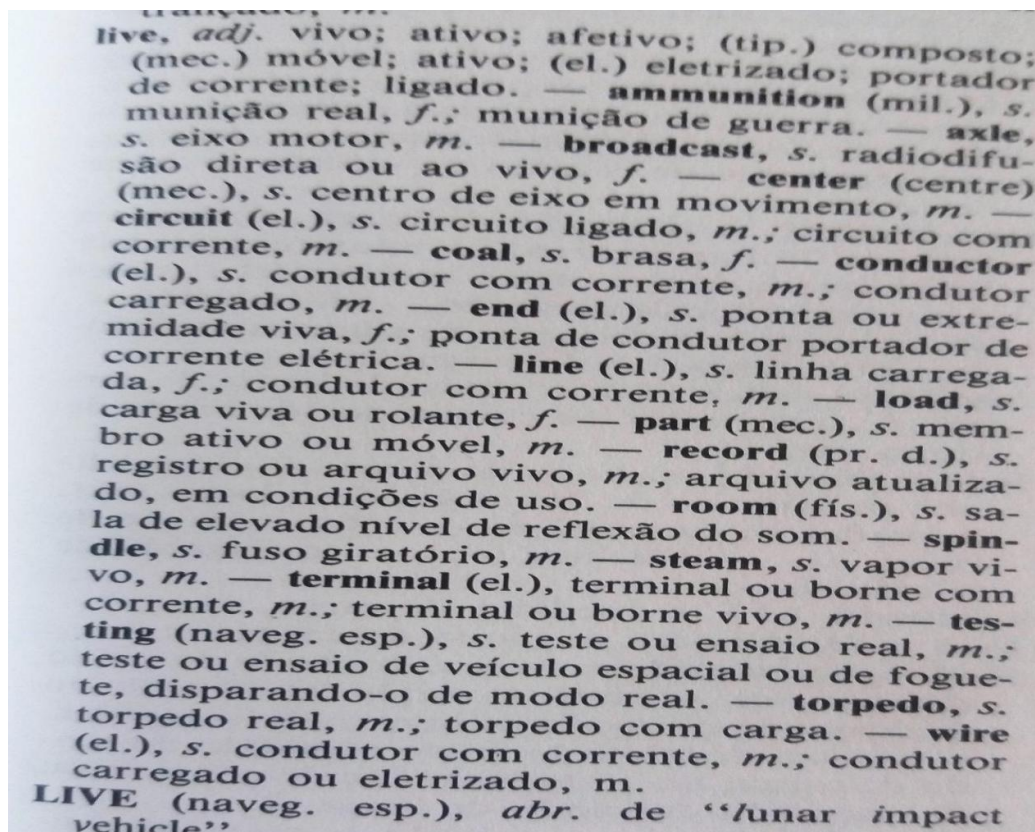 trançado, m.
live, adj. vivo; ativo; afetivo; (tip.) composto;
(mec.) móvel; ativo; (el.) eletrizado; portador
de corrente; ligado. — ammunition (mil.), s.
munição real, f.; munição de guerra. — axle,
s. eixo motor, m. — broadcast, s. radiodifu-
são direta ou ao vivo, f. — center (centre)
(mec.), s. centro de eixo em movimento, m. —
circuit (el.), s. circuito ligado, m.; circuito com
corrente, m. — coal, s. brasa, f. — conductor
(el.), s. condutor com corrente, m.; condutor
carregado, m. — end (el.), s. ponta ou extre-
midade viva, f.; ponta de condutor portador de
corrente elétrica. — line (el.), s. linha carrega-
da, f.; condutor com corrente, m. — load, s.
carga viva ou rolante, f. — part (mec.), s. mem-
bro ativo ou móvel, m. — record (pr. d.), s.
registro ou arquivo vivo, m.; arquivo atualiza-
do, em condições de uso. — room (fís.), s. sa-
la de elevado nível de reflexão do som. — spin-
dle, s. fuso giratório, m. — steam, s. vapor vi-
vo, m. — terminal (el.), terminal ou borne com
corrente, m.; terminal ou borne vivo, m. — tes-
ting (naveg. esp.), s. teste ou ensaio real, m.;
teste ou ensaio de veículo espacial ou de fogue-
te, disparando-o de modo real. — torpedo, s.
torpedo real, m.; torpedo com carga. — wire
(el.), s. condutor com corrente, m.; condutor
carregado ou eletrizado, m.
LIVE (naveg. esp.), abr. de “lunar impact
vehicle”